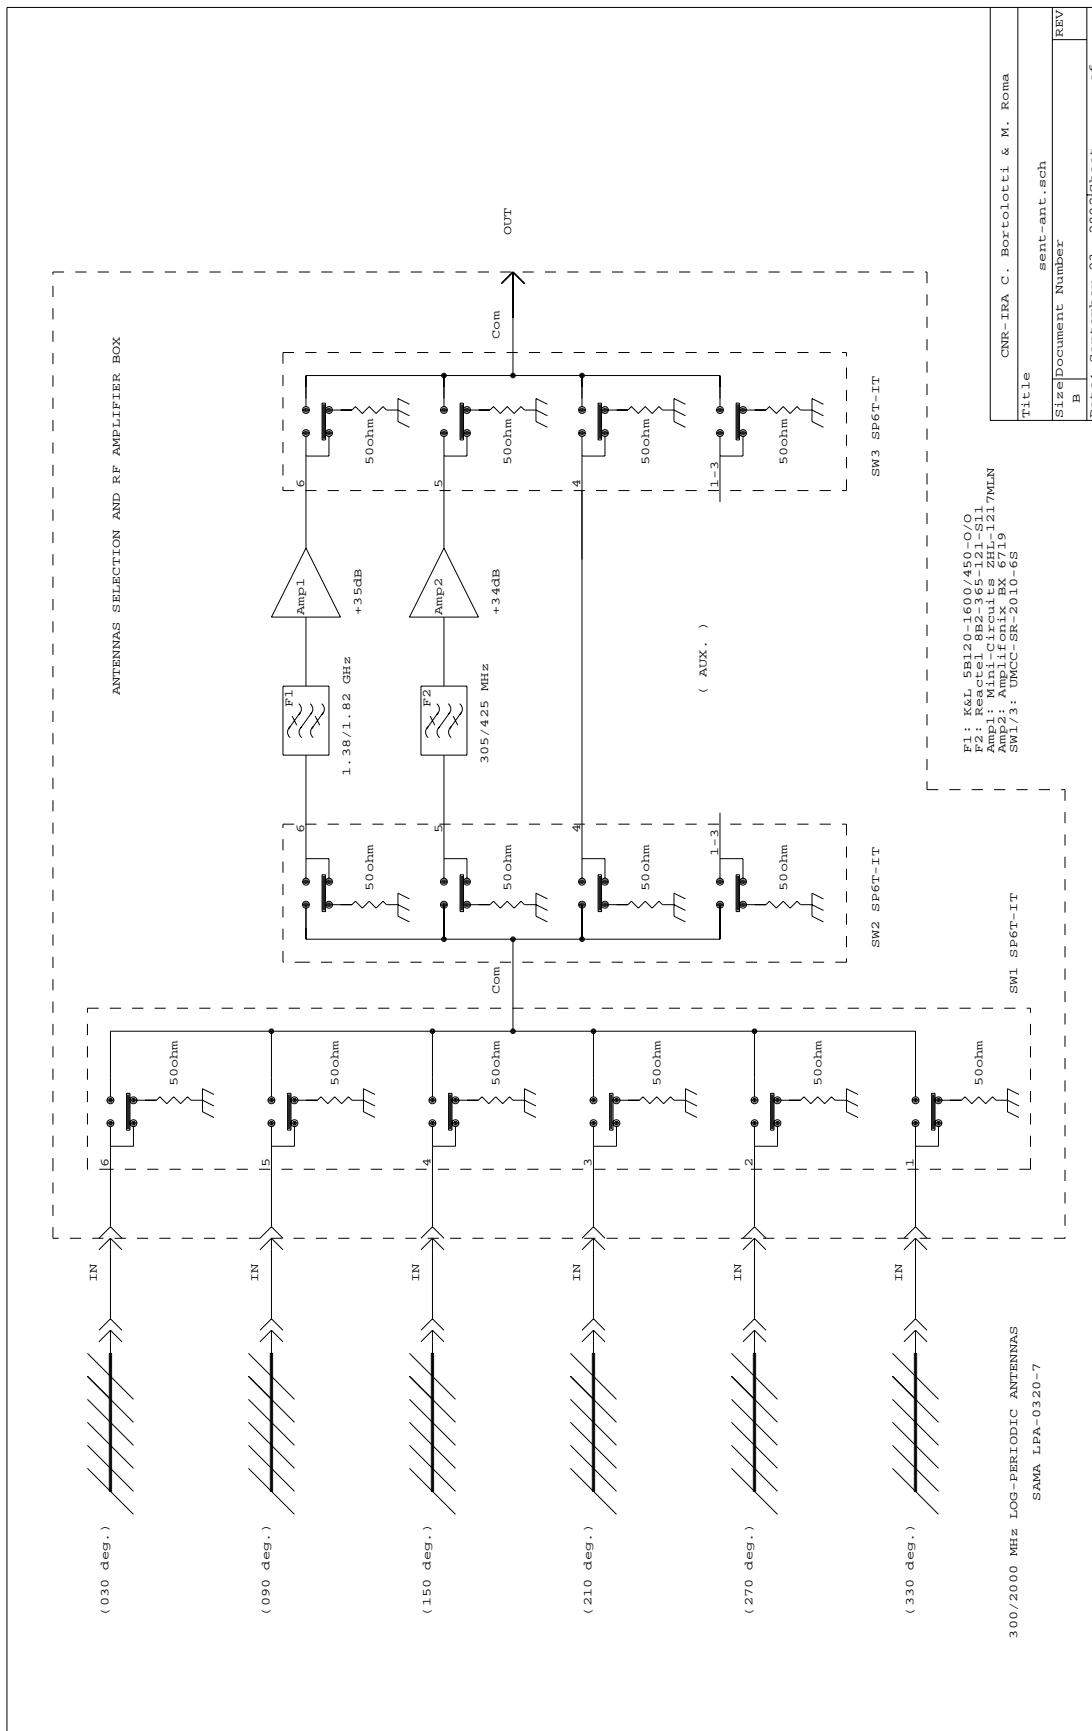 ANTENNAS SELECTION AND RF AMPLIFIER BOX
(030 deg.)
IN
6
50ohm
(090 deg.)
IN
5
50ohm
(150 deg.)
IN
4
50ohm
(210 deg.)
IN
3
50ohm
(270 deg.)
IN
2
50ohm
(330 deg.)
IN
1
50ohm
SW1 SP6T-IT
300/2000 MHz LOG-PERIODIC ANTENNAS
SAMA LPA-0320-7
Com
6
50ohm
5
50ohm
4
50ohm
1-3
50ohm
SW2 SP6T-IT
F1
1.38/1.82 GHz
Amp1
+35dB
F2
305/425 MHz
Amp2
+34dB
( AUX. )
6
50ohm
5
50ohm
4
50ohm
1-3
50ohm
SW3 SP6T-IT
Com
OUT
F1: K&L 5B120-1600/450-O/O
F2: Reactel 8B2-365-121-S11
Amp1: Mini-circuits ZHL-1217MLN
Amp2: Amplifonix BX 6719
SW1/3: UMCC-SR-2010-6S
CNR-IRA C. Bortolotti & M. Roma
Title
sent-ant.sch
Size Document Number
REV
B